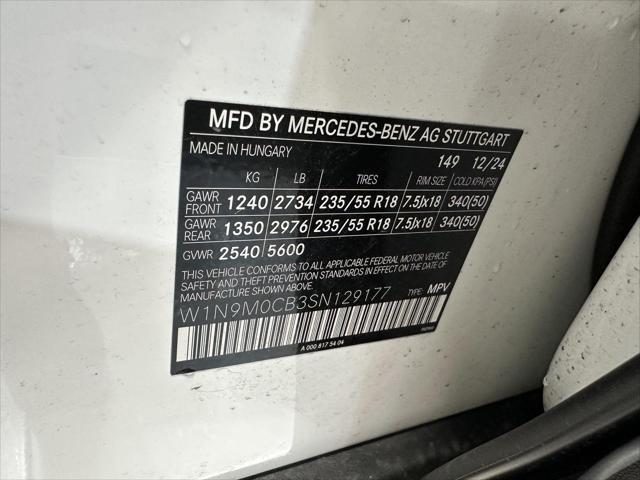 MFD BY MERCEDES-BENZ AG STUTTGART
MADE IN HUNGARY 149 12/24
KG LB TIRES RIM SIZE COLD KPA(PSI)
GAWR FRONT 1240 2734 235/55 R18 7.5Jx18 340(50)
GAWR REAR 1350 2976 235/55 R18 7.5Jx18 340(50)
GVWR 2540 5600
THIS VEHICLE CONFORMS TO ALL APPLICABLE FEDERAL MOTOR VEHICLE
SAFETY AND THEFT PREVENTION STANDARDS IN EFFECT ON THE DATE OF
MANUFACTURE SHOWN ABOVE.
W1N9M0CB3SN129177 TYPE: MPV
A 000 817 54 04